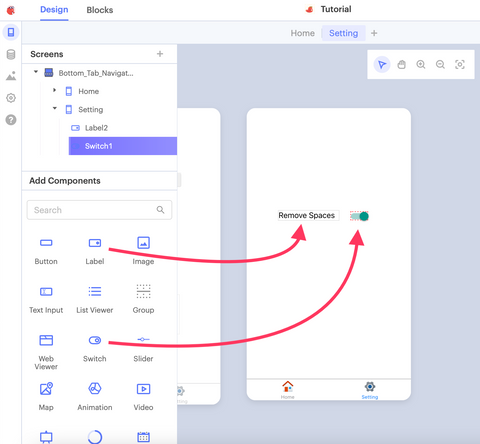 Design Blocks Tutorial
Home Setting +
Screens +
Bottom_Tab_Navigat...
Home
Setting
Label2
Switch1
Add Components
Search
Button Label Image
Text Input List Viewer Group
Web Viewer Switch Slider
Map Animation Video
Remove Spaces
Home Setting